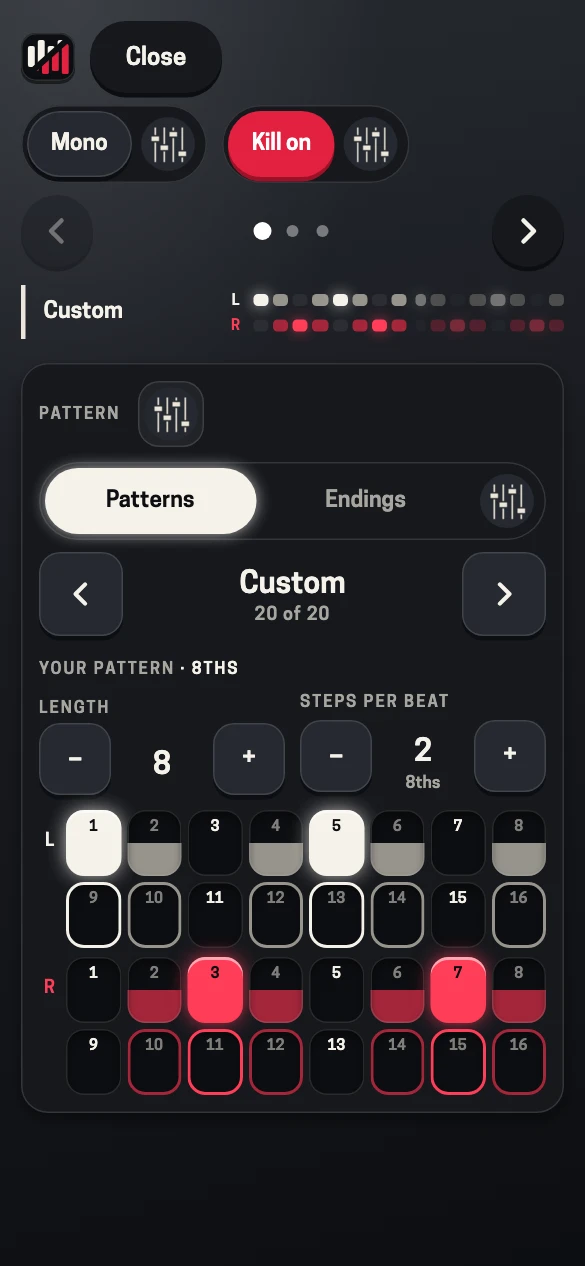 Close
Mono
Kill on
Custom
L
R
PATTERN
Patterns
Endings
Custom
20 of 20
YOUR PATTERN · 8THS
LENGTH
STEPS PER BEAT
− 8 +
− 2 +
8ths
L 1 2 3 4 5 6 7 8
9 10 11 12 13 14 15 16
R 1 2 3 4 5 6 7 8
9 10 11 12 13 14 15 16